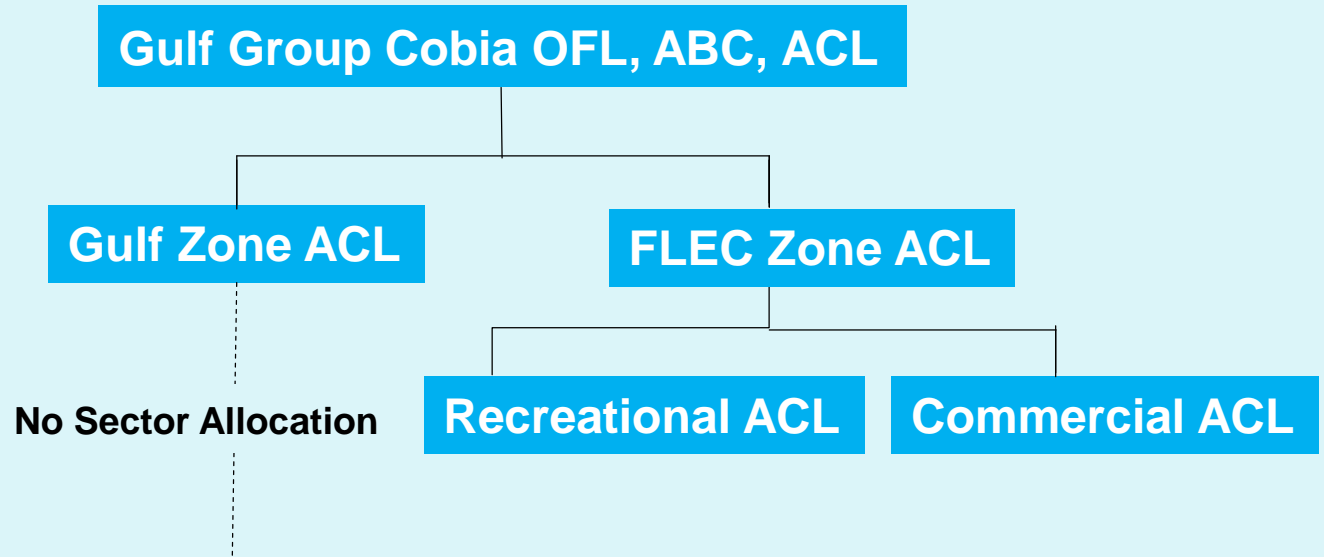 Gulf Group Cobia OFL, ABC, ACL
Gulf Zone ACL
FLEC Zone ACL
No Sector Allocation
Recreational ACL
Commercial ACL